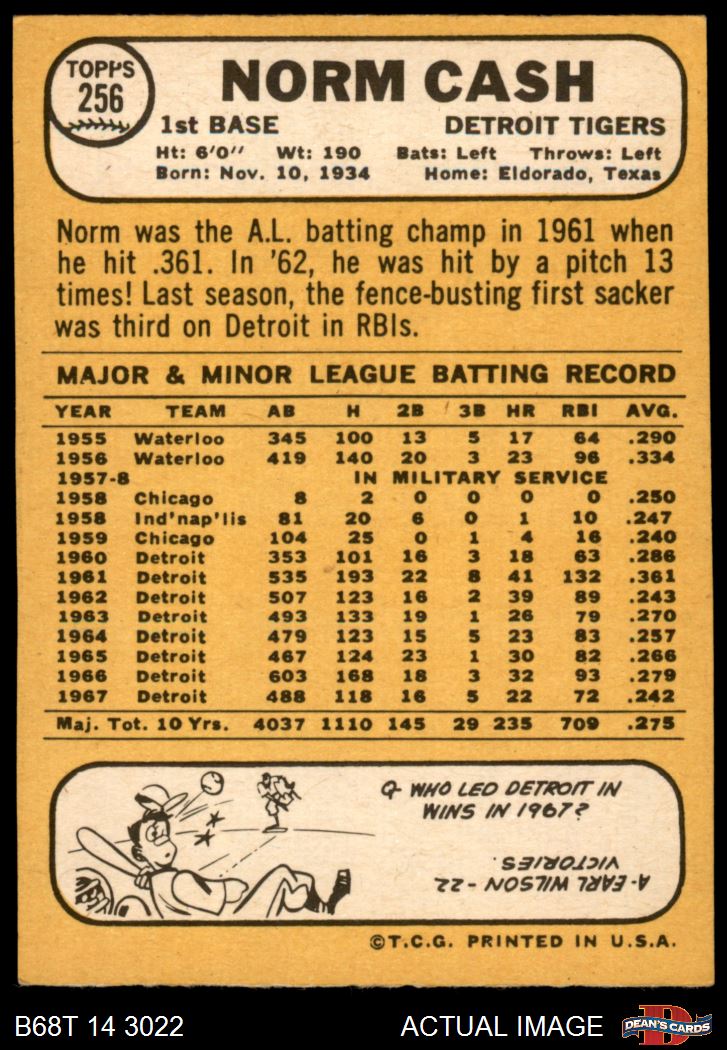 TOPPS
256
NORM CASH
1st BASE DETROIT TIGERS
Ht: 6'0" Wt: 190 Bats: Left Throws: Left
Born: Nov. 10, 1934 Home: Eldorado, Texas
Norm was the A.L. batting champ in 1961 when
he hit .361. In '62, he was hit by a pitch 13
times! Last season, the fence-busting first sacker
was third on Detroit in RBIs.
MAJOR & MINOR LEAGUE BATTING RECORD
YEAR TEAM AB H 2B 3B HR RBI AVG.
1955 Waterloo 345 100 13 5 17 64 .290
1956 Waterloo 419 140 20 3 23 96 .334
1957-8 IN MILITARY SERVICE
1958 Chicago 8 2 0 0 0 0 .250
1958 Ind'nap'lis 81 20 6 0 1 10 .247
1959 Chicago 104 25 0 1 4 16 .240
1960 Detroit 353 101 16 3 18 63 .286
1961 Detroit 535 193 22 8 41 132 .361
1962 Detroit 507 123 16 2 39 89 .243
1963 Detroit 493 133 19 1 26 79 .270
1964 Detroit 479 123 15 5 23 83 .257
1965 Detroit 467 124 23 1 30 82 .266
1966 Detroit 603 168 18 3 32 93 .279
1967 Detroit 488 118 16 5 22 72 .242
Maj. Tot. 10 Yrs. 4037 1110 145 29 235 709 .275
Q- WHO LED DETROIT IN
WINS IN 1967?
A- EARL WILSON - 22
VICTORIES.
©T.C.G. PRINTED IN U.S.A.
B68T 14 3022 ACTUAL IMAGE D DEAN'S CARDS